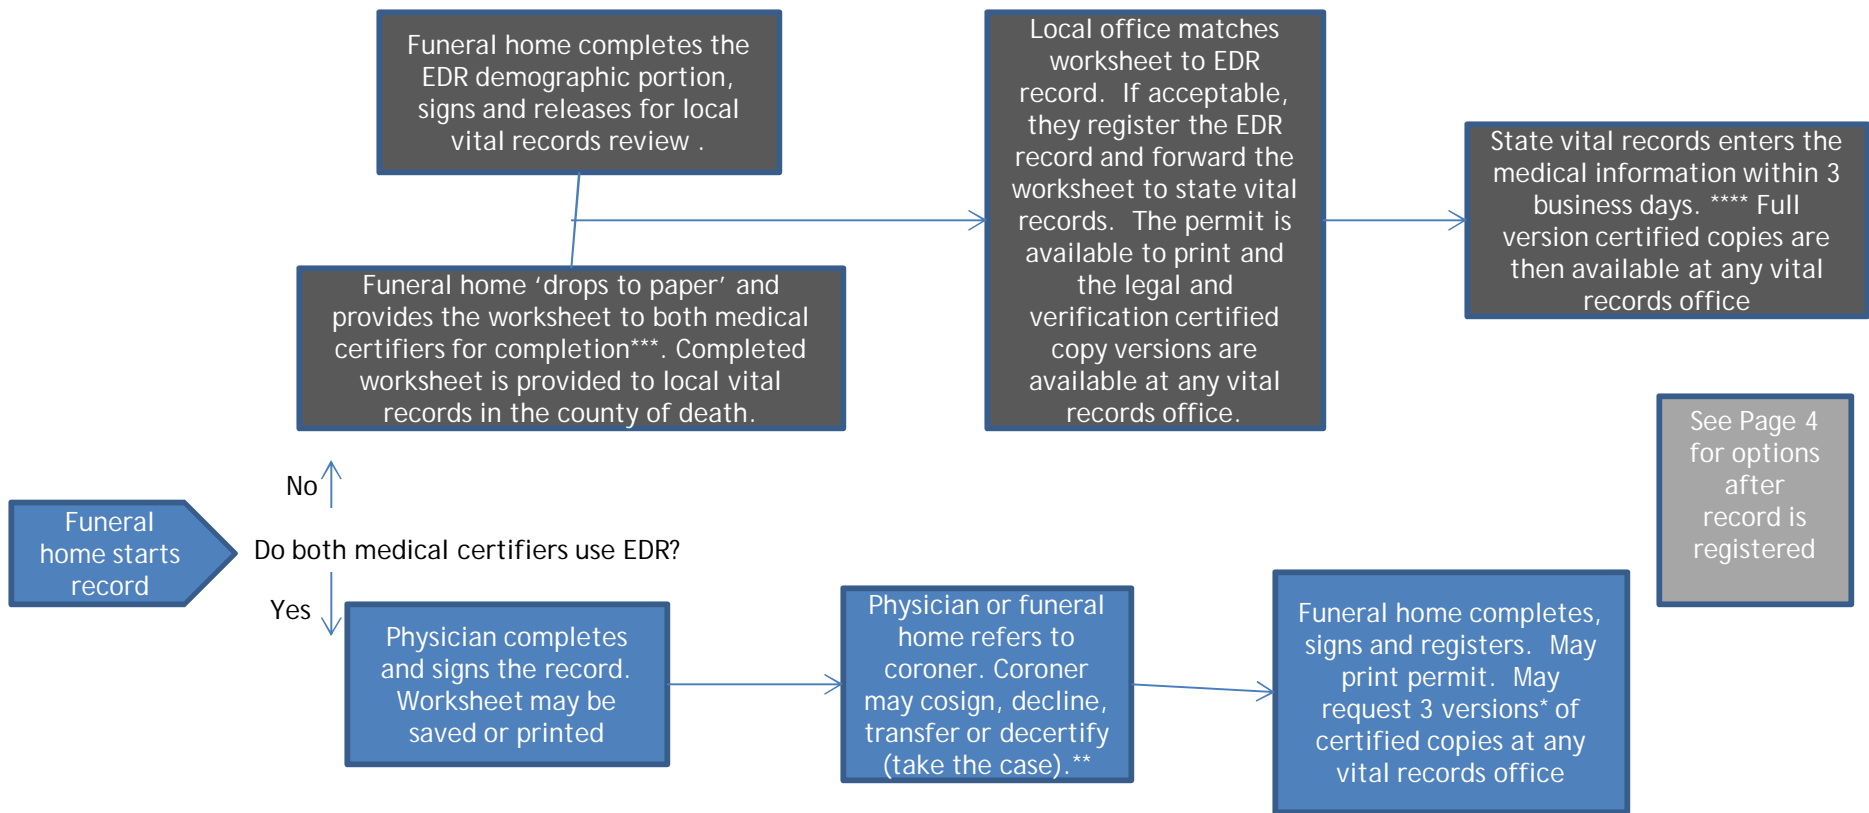 Funeral home completes the
EDR demographic portion,
signs and releases for local
vital records review .
Funeral home ‘drops to paper’ and
provides the worksheet to both medical
certifiers for completion***. Completed
worksheet is provided to local vital
records in the county of death.
Local office matches
worksheet to EDR
record. If acceptable,
they register the EDR
record and forward the
worksheet to state vital
records. The permit is
available to print and
the legal and
verification certified
copy versions are
available at any vital
records office.
State vital records enters the
medical information within 3
business days. **** Full
version certified copies are
then available at any vital
records office
See Page 4
for options
after
record is
registered
Funeral
home starts
record
No
Do both medical certifiers use EDR?
Yes
Physician completes
and signs the record.
Worksheet may be
saved or printed
Physician or funeral
home refers to
coroner. Coroner
may cosign, decline,
transfer or decertify
(take the case).**
Funeral home completes,
signs and registers. May
print permit. May
request 3 versions* of
certified copies at any
vital records office